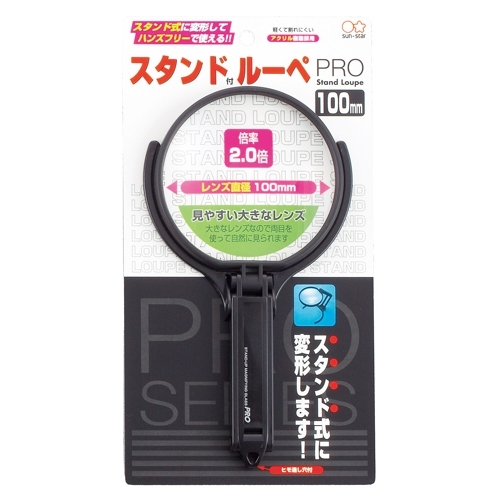 スタンド式に変形して
ハンズフリーで使える!!
軽くて割れにくい
アクリル樹脂採用
sun-star
スタンド付ルーペ PRO
Stand Loupe
100mm
STAND
LOUPE
倍率
2.0倍
レンズ直径 100mm
見やすい大きなレンズ
大きなレンズなので両目を
使って自然に見られます
PRO
SERIES
STAND-UP MAGNIFYING GLASS PRO
スタンド式に
変形します!
ヒモ通し穴付